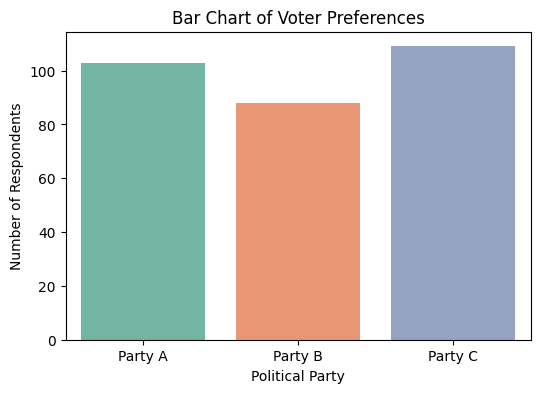 Bar Chart of Voter Preferences
Number of Respondents
100
80
60
40
20
0
Party A Party B Party C
Political Party